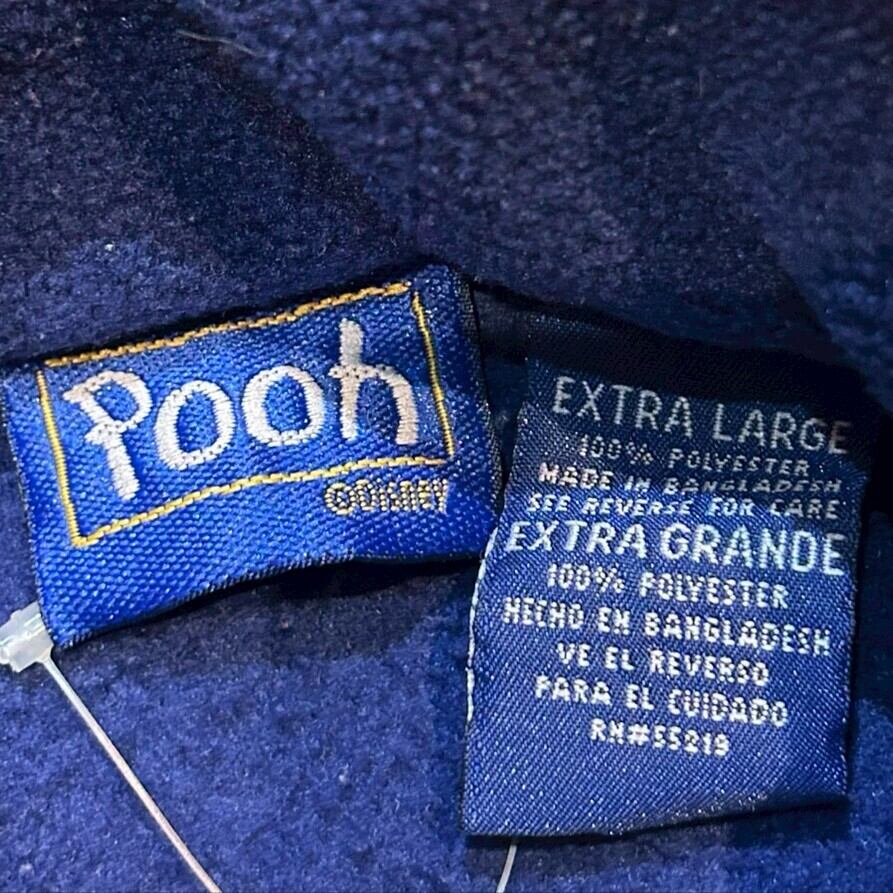 Pooh
©DISNEY
EXTRA LARGE
100% POLYESTER
MADE IN BANGLADESH
SEE REVERSE FOR CARE
EXTRA GRANDE
100% POLYESTER
HECHO EN BANGLADESH
VE EL REVERSO
PARA EL CUIDADO
RN#55819